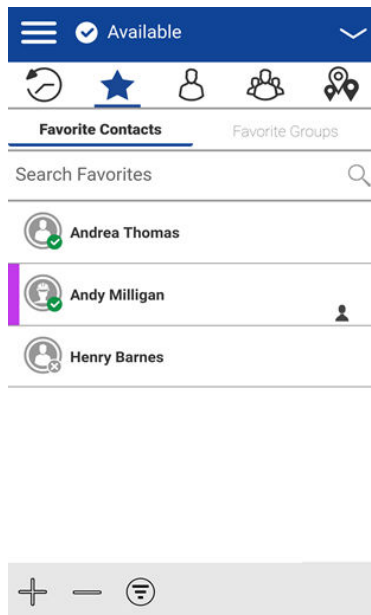 Available
Favorite Contacts Favorite Groups
Search Favorites
Andrea Thomas
Andy Milligan
Henry Barnes